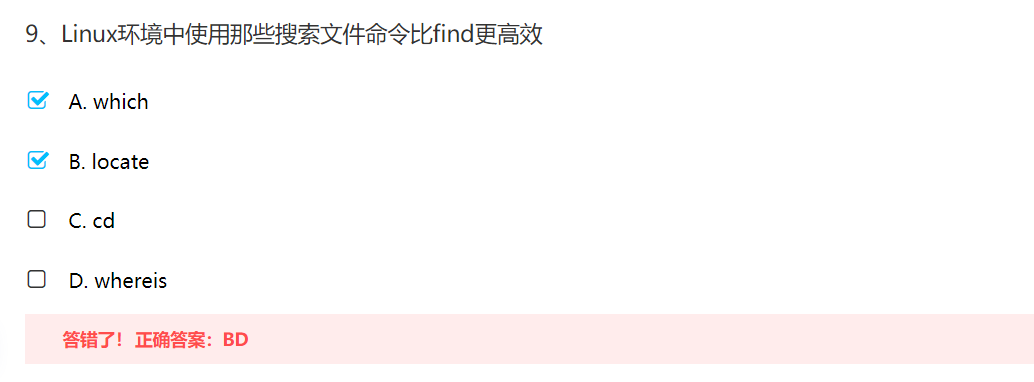 9、Linux环境中使用那些搜索文件命令比find更高效
A. which
B. locate
C. cd
D. whereis
答错了！正确答案：BD